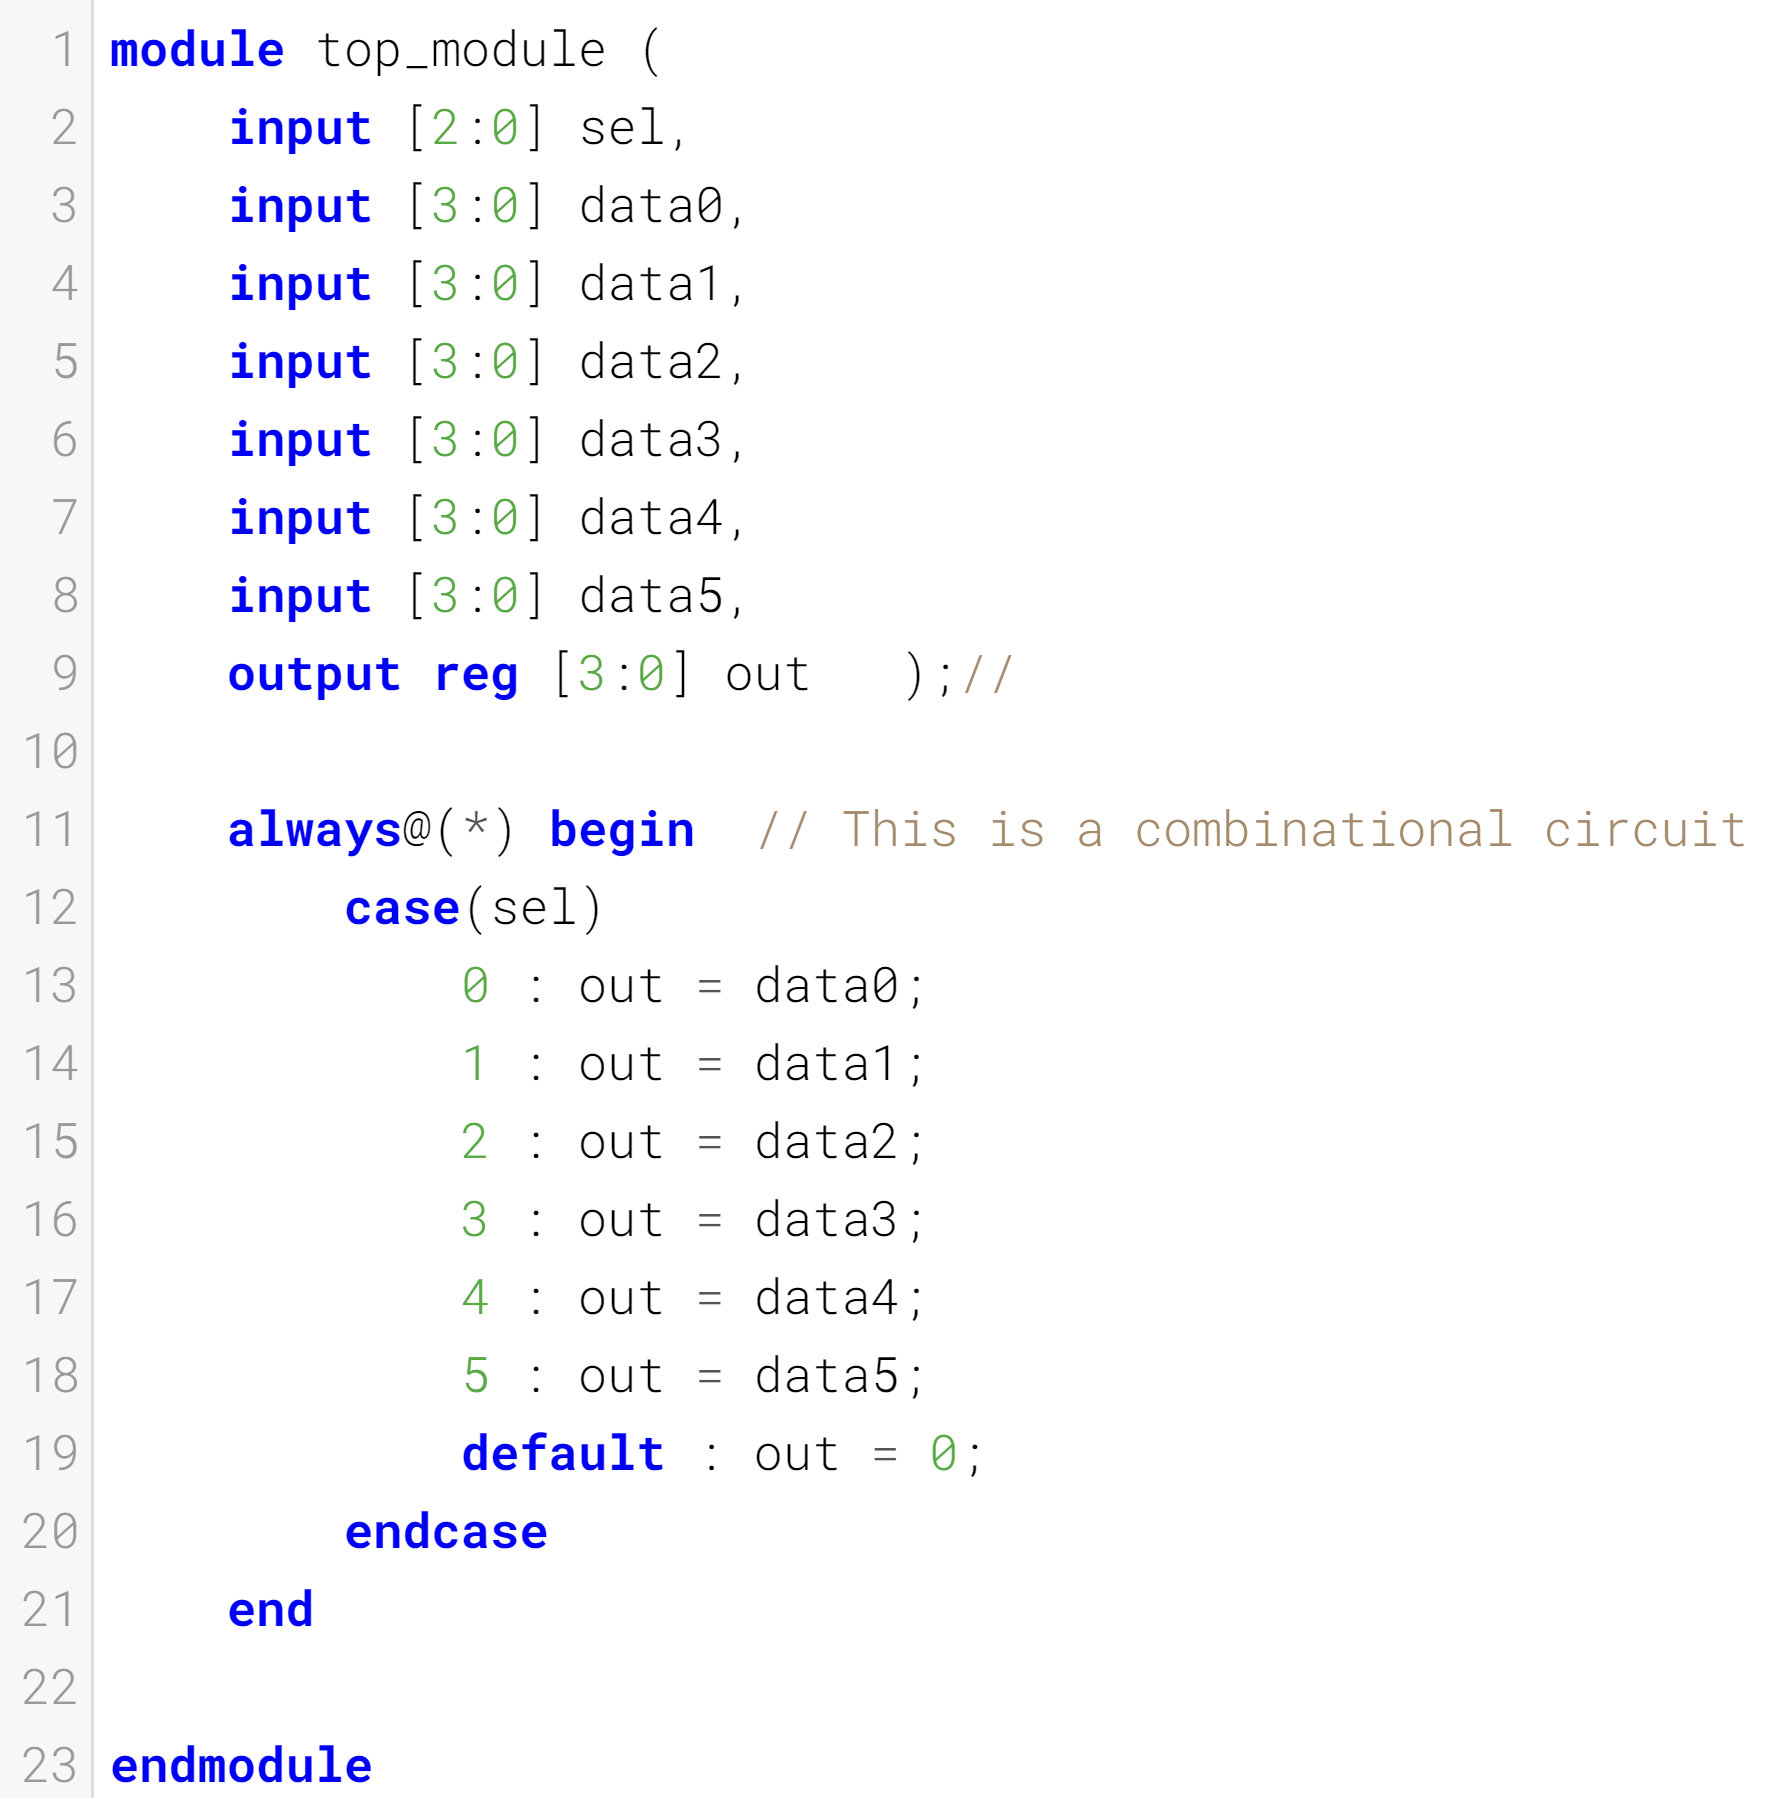 1 module top_module (
2     input [2:0] sel,
3     input [3:0] data0,
4     input [3:0] data1,
5     input [3:0] data2,
6     input [3:0] data3,
7     input [3:0] data4,
8     input [3:0] data5,
9     output reg [3:0] out   );//
10
11     always@(*) begin  // This is a combinational circuit
12         case(sel)
13             0 : out = data0;
14             1 : out = data1;
15             2 : out = data2;
16             3 : out = data3;
17             4 : out = data4;
18             5 : out = data5;
19             default : out = 0;
20         endcase
21     end
22
23 endmodule